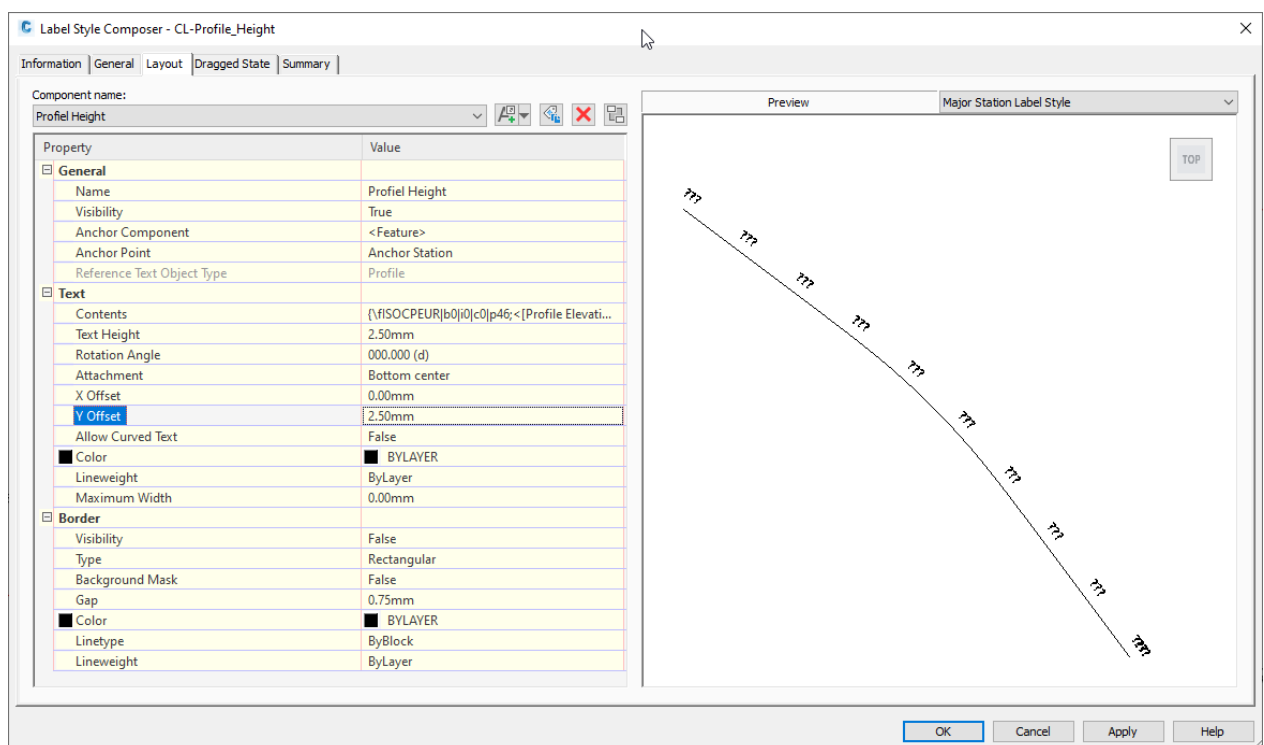 Label Style Composer - CL-Profile_Height
Information General Layout Dragged State Summary
Component name:
Profiel Height
Property Value
General
Name Profiel Height
Visibility True
Anchor Component <Feature>
Anchor Point Anchor Station
Reference Text Object Type Profile
Text
Contents {\fISOCPEUR|b0|i0|c0|p46;<[Profile Elevati...
Text Height 2.50mm
Rotation Angle 000.000 (d)
Attachment Bottom center
X Offset 0.00mm
Y Offset 2.50mm
Allow Curved Text False
Color BYLAYER
Lineweight ByLayer
Maximum Width 0.00mm
Border
Visibility False
Type Rectangular
Background Mask False
Gap 0.75mm
Color BYLAYER
Linetype ByBlock
Lineweight ByLayer
Preview Major Station Label Style
TOP
???
???
???
???
???
???
???
???
???
OK Cancel Apply Help